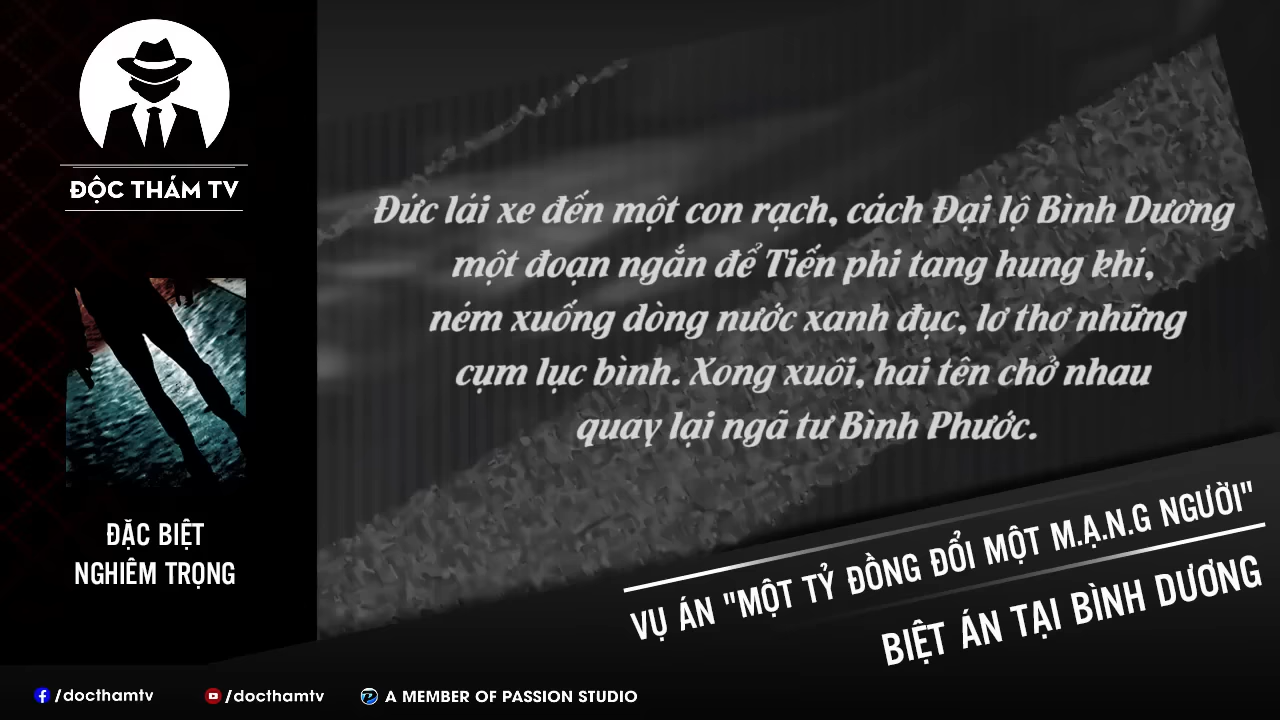 ĐỘC THÁM TV
ĐẶC BIỆT
NGHIÊM TRỌNG
Đức lái xe đến một con rạch, cách Đại lộ Bình Dương
một đoạn ngắn để Tiến phi tang hung khí,
ném xuống dòng nước xanh đục, lơ thơ những
cụm lục bình. Xong xuôi, hai tên chở nhau
quay lại ngã tư Bình Phước.
VỤ ÁN "MỘT TỶ ĐỒNG ĐỔI MỘT M.Ạ.N.G NGƯỜI"
BIỆT ÁN TẠI BÌNH DƯƠNG
/docthamtv
/docthamtv
A MEMBER OF PASSION STUDIO